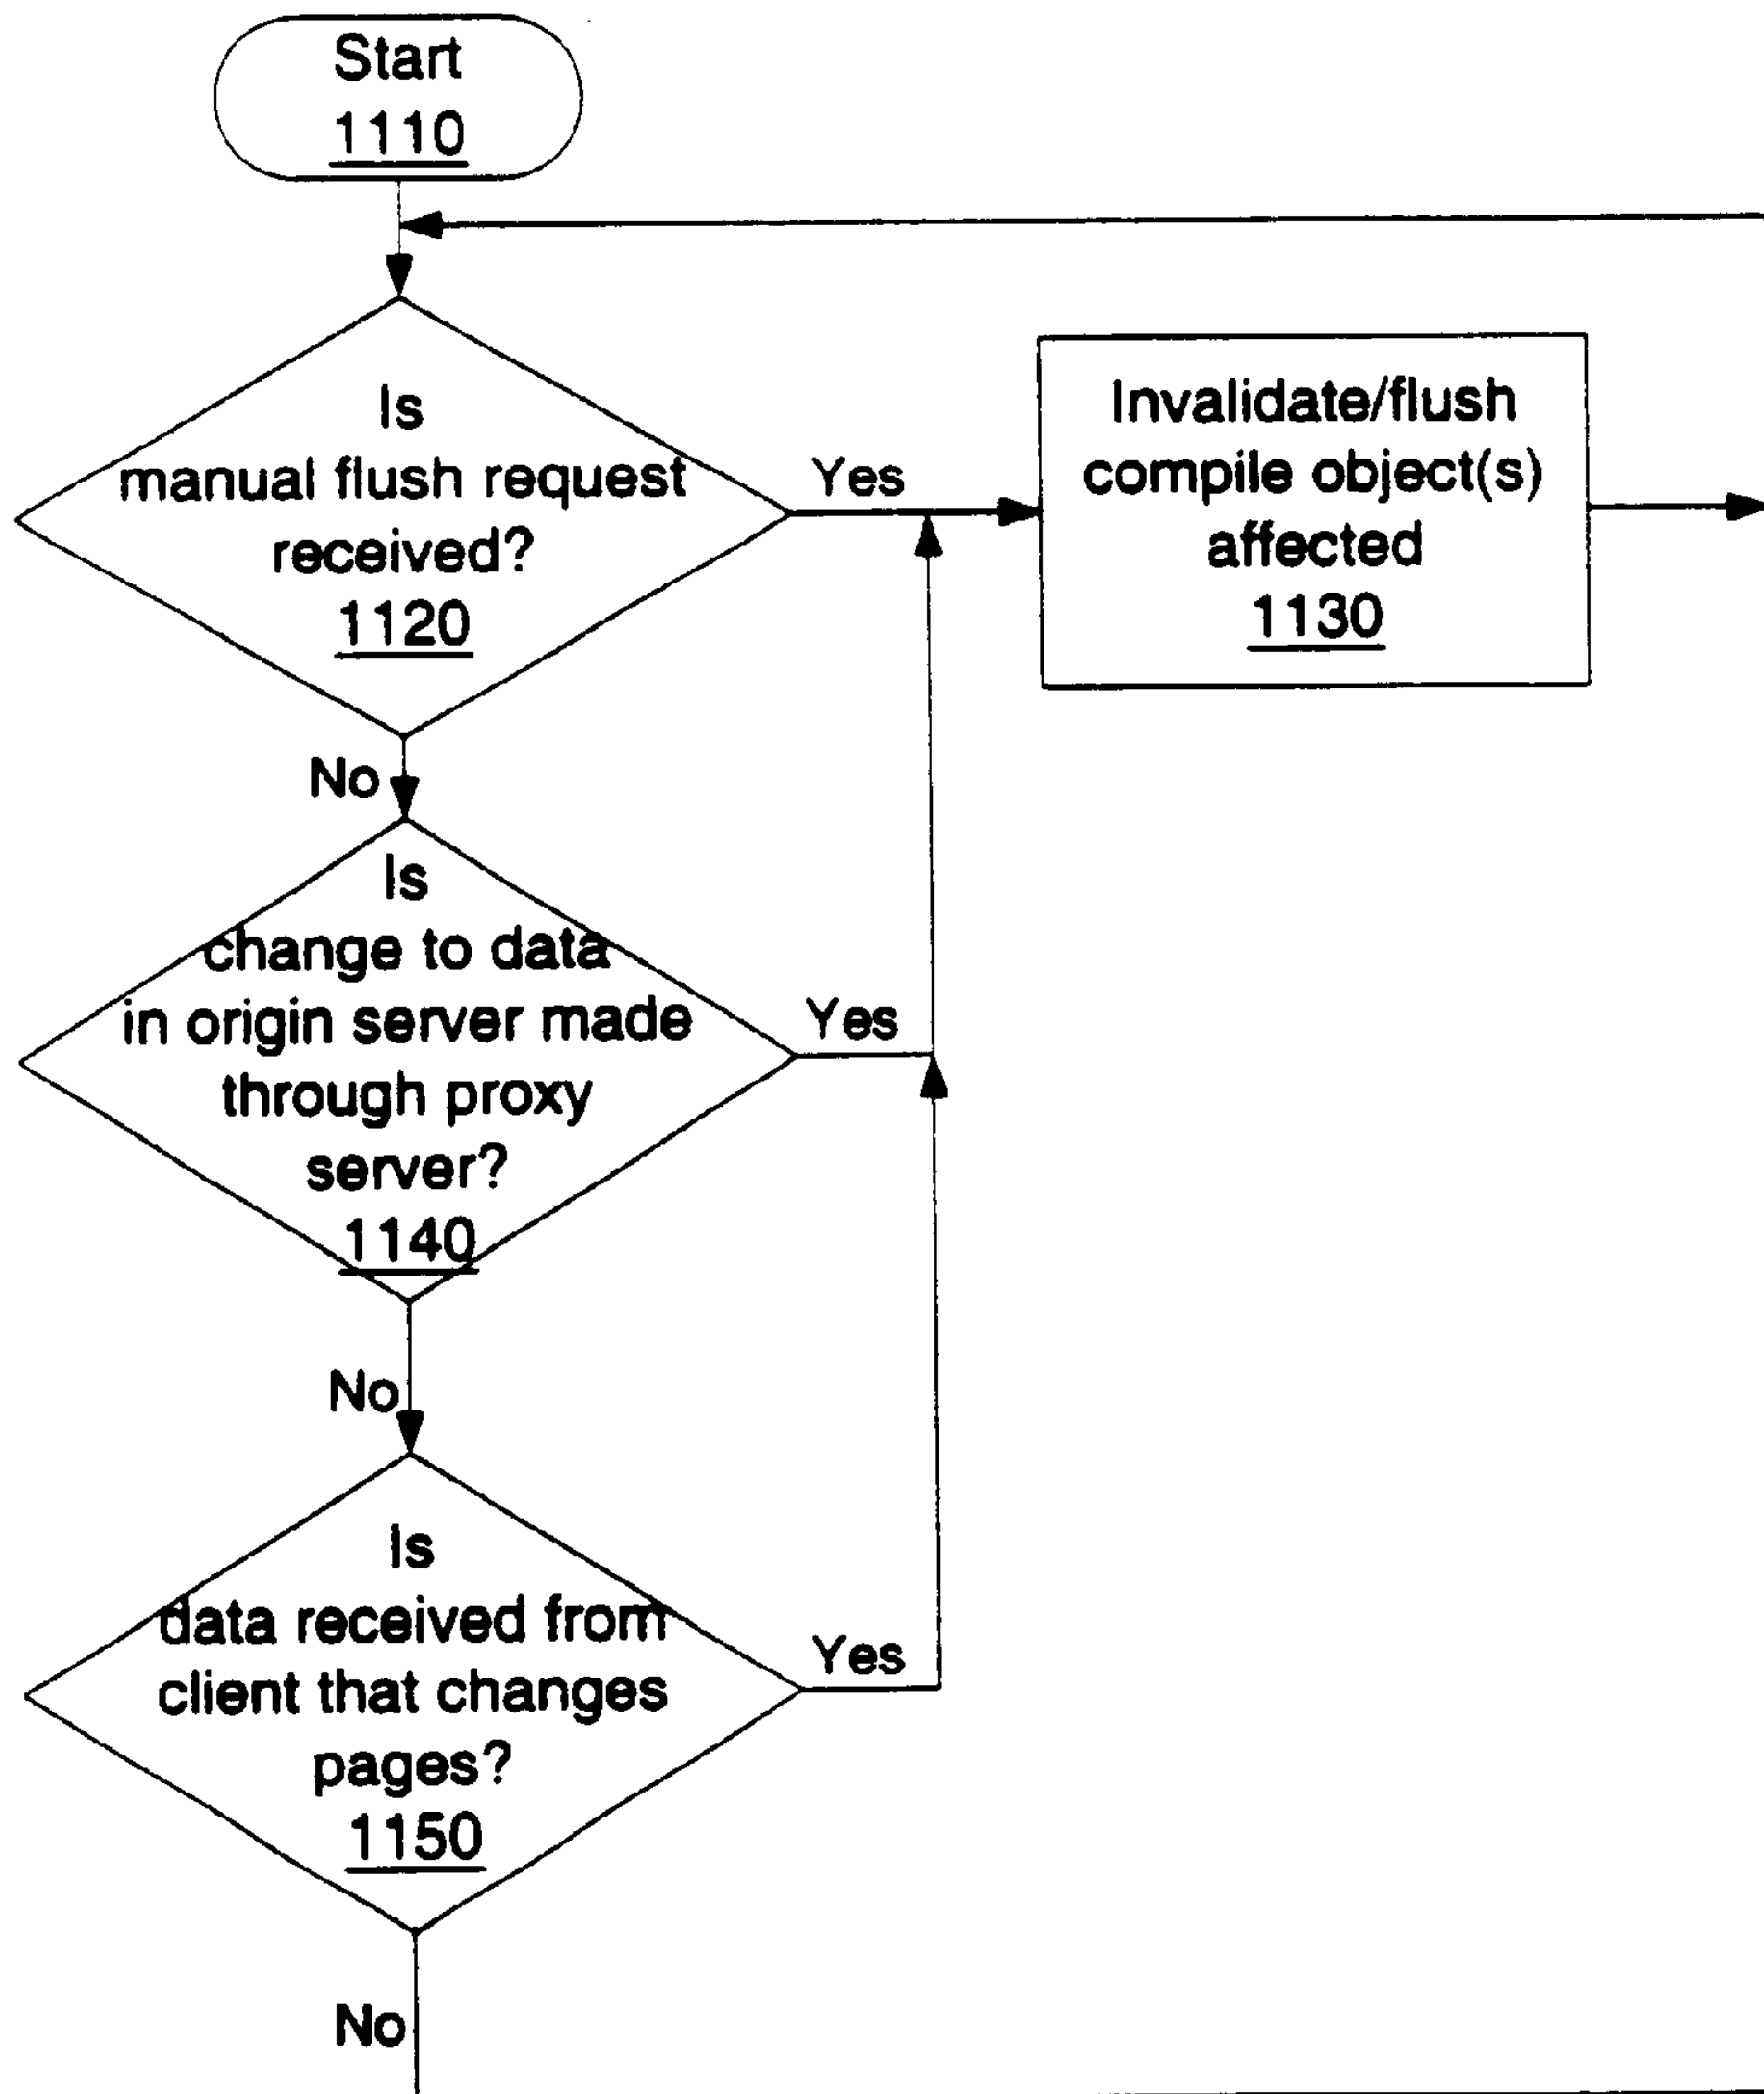 Start
1110
Is
manual flush request
received?
1120
Yes
Invalidate/flush
compile object(s)
affected
1130
No
Is
change to data
in origin server made
through proxy
server?
1140
Yes
No
Is
data received from
client that changes
pages?
1150
Yes
No